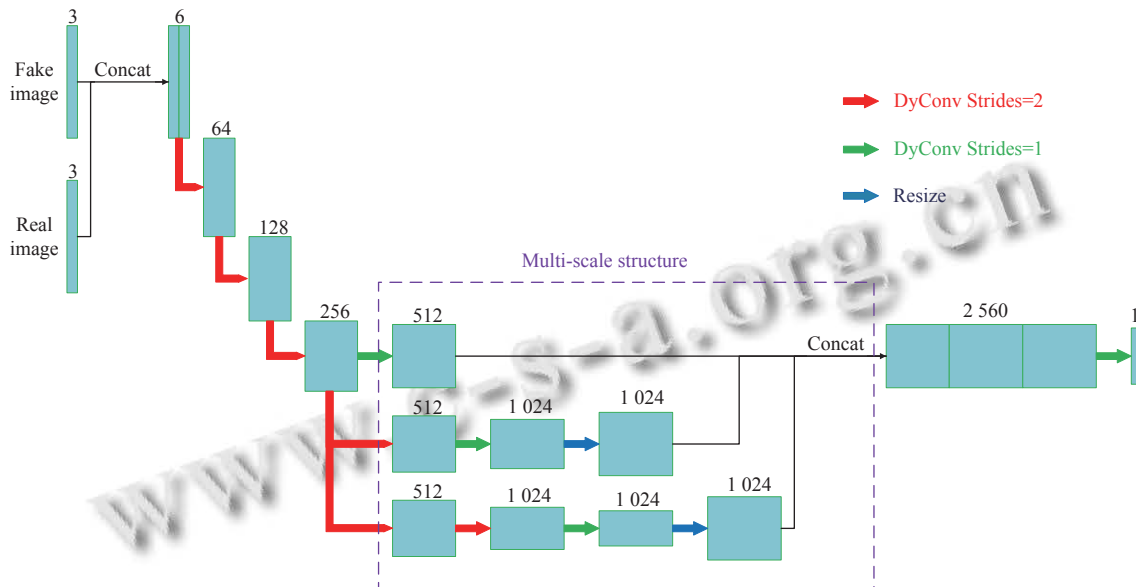 3
6
Fake
image
Concat
64
3
Real
image
128
DyConv Strides=2
DyConv Strides=1
Resize
Multi-scale structure
256
512
Concat
2 560
1
512
1 024
1 024
512
1 024
1 024
1 024
www.c-s-a.org.cn